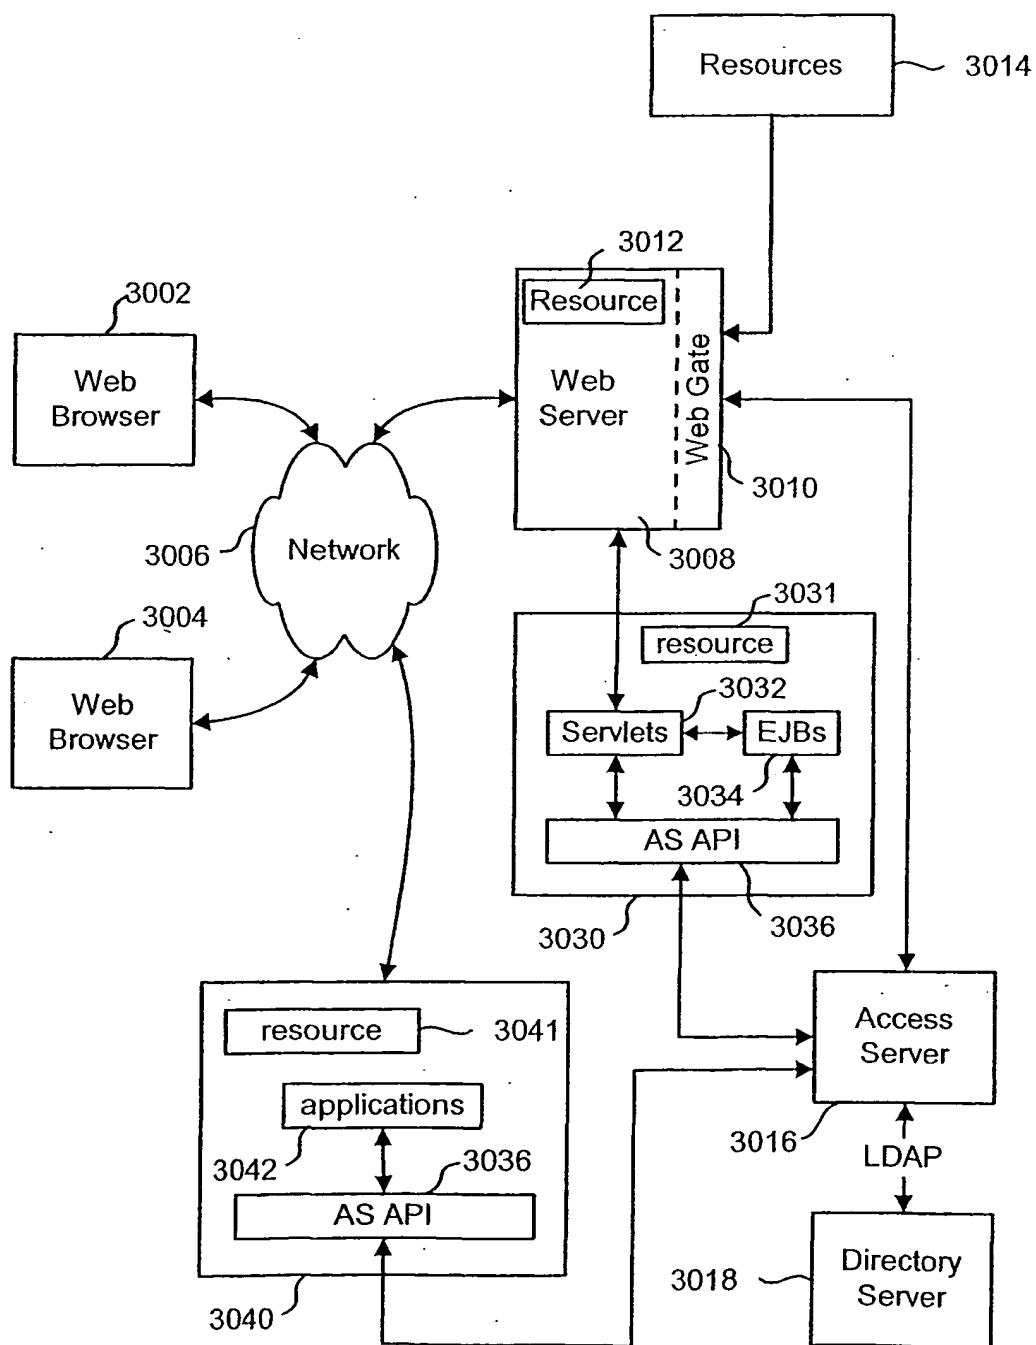 Resources
3014
3012
Resource
3002
Web
Browser
Web
Server
Web Gate
3010
3006
Network
3008
3004
Web
Browser
3031
resource
3032
Servlets
EJBs
3034
AS API
3030
3036
resource
3041
applications
3042
3036
AS API
3040
Access
Server
3016
LDAP
3018
Directory
Server